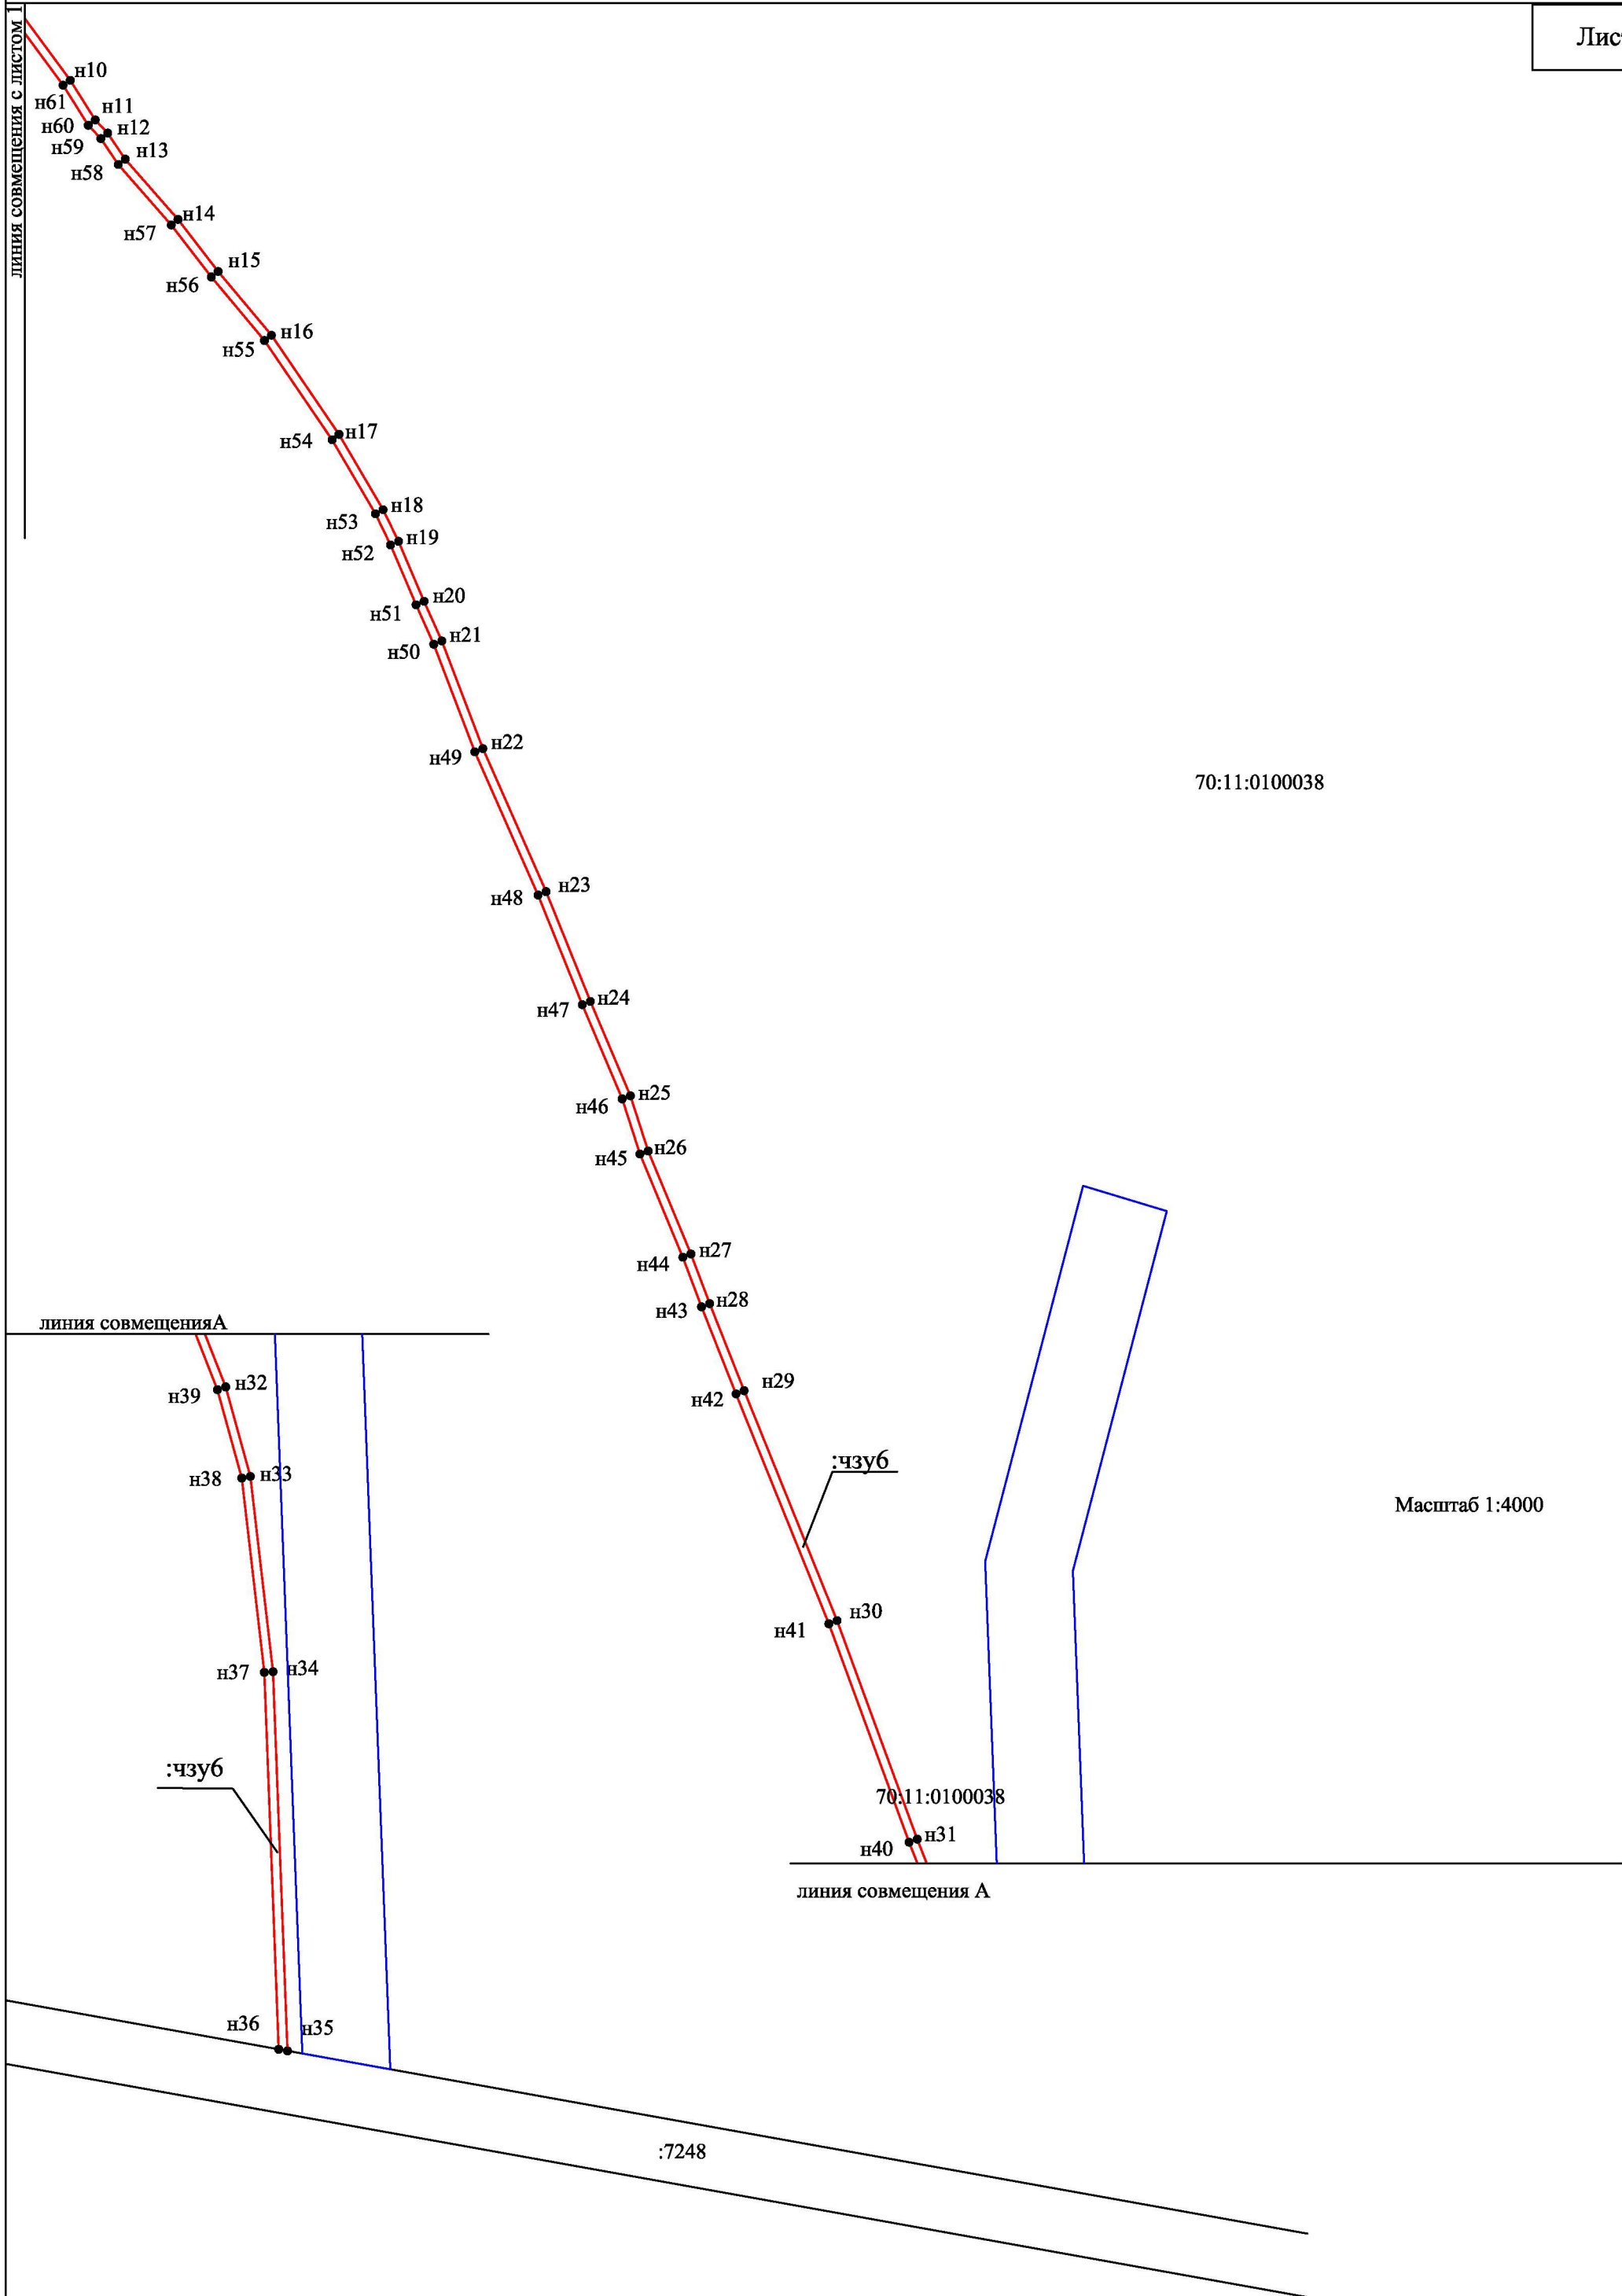 линия совмещения с листом 1
Лис
н10
н61
н11
н60
н12
н59
н13
н58
н14
н57
н15
н56
н16
н55
н17
н54
н18
н53
н19
н52
н20
н51
н21
н50
н22
н49
70:11:0100038
н23
н48
н24
н47
н25
н46
н26
н45
н27
н44
н28
н43
линия совмещенияА
н32
н39
н29
н42
:чзу6
н33
н38
Масштаб 1:4000
н30
н41
н34
н37
:чзу6
70:11:0100038
н31
н40
линия совмещения А
н36
н35
:7248